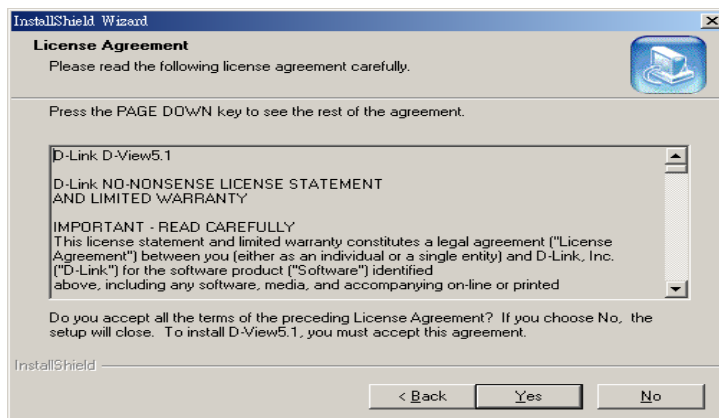 InstallShield Wizard
License Agreement
Please read the following license agreement carefully.
Press the PAGE DOWN key to see the rest of the agreement.
D-Link D-View5.1
D-Link NO-NONSENSE LICENSE STATEMENT
AND LIMITED WARRANTY
IMPORTANT - READ CAREFULLY
This license statement and limited warranty constitutes a legal agreement ("License
Agreement") between you (either as an individual or a single entity) and D-Link, Inc.
("D-Link") for the software product ("Software") identified
above, including any software, media, and accompanying on-line or printed
Do you accept all the terms of the preceding License Agreement? If you choose No, the
setup will close. To install D-View5.1, you must accept this agreement.
InstallShield
< Back
Yes
No